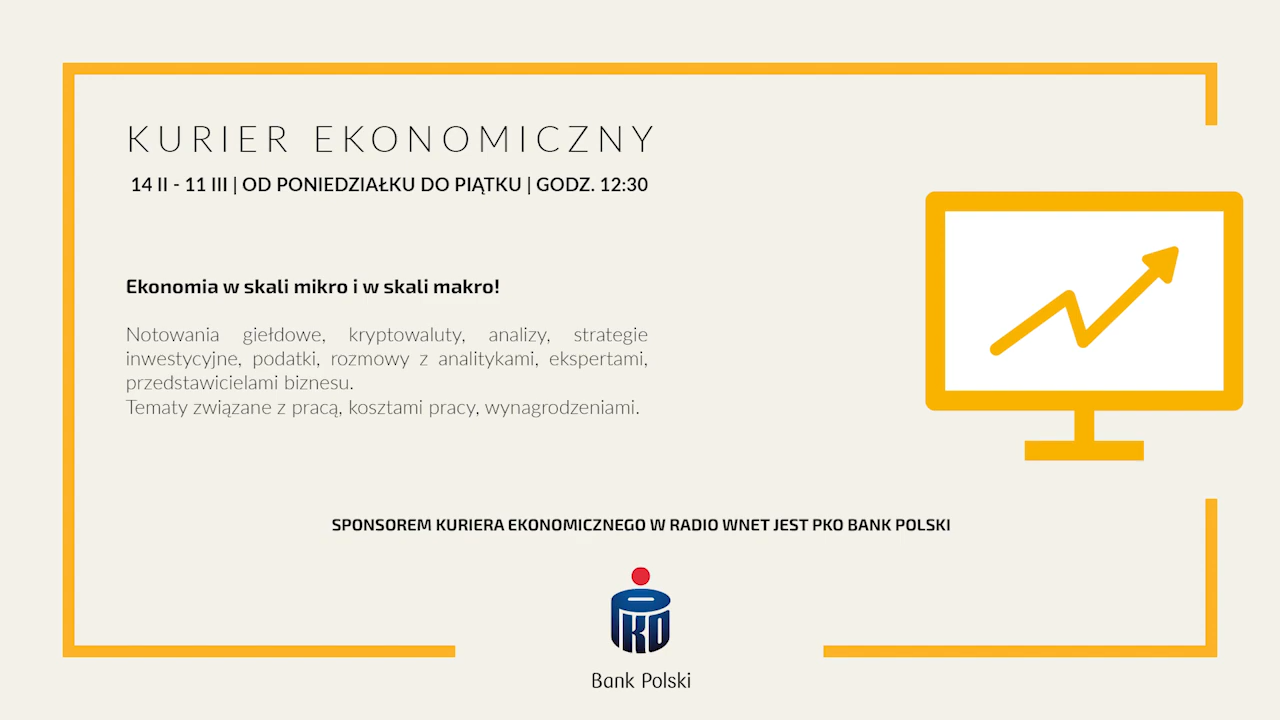 KURIER EKONOMICZNY
14 II - 11 III | OD PONIEDZIAŁKU DO PIĄTKU | GODZ. 12:30
Ekonomia w skali mikro i w skali makro!
Notowania giełdowe, kryptowaluty, analizy, strategie
inwestycyjne, podatki, rozmowy z analitykami, ekspertami,
przedstawicielami biznesu.
Tematy związane z pracą, kosztami pracy, wynagrodzeniami.
SPONSOREM KURIERA EKONOMICZNEGO W RADIO WNET JEST PKO BANK POLSKI
PKO
Bank Polski